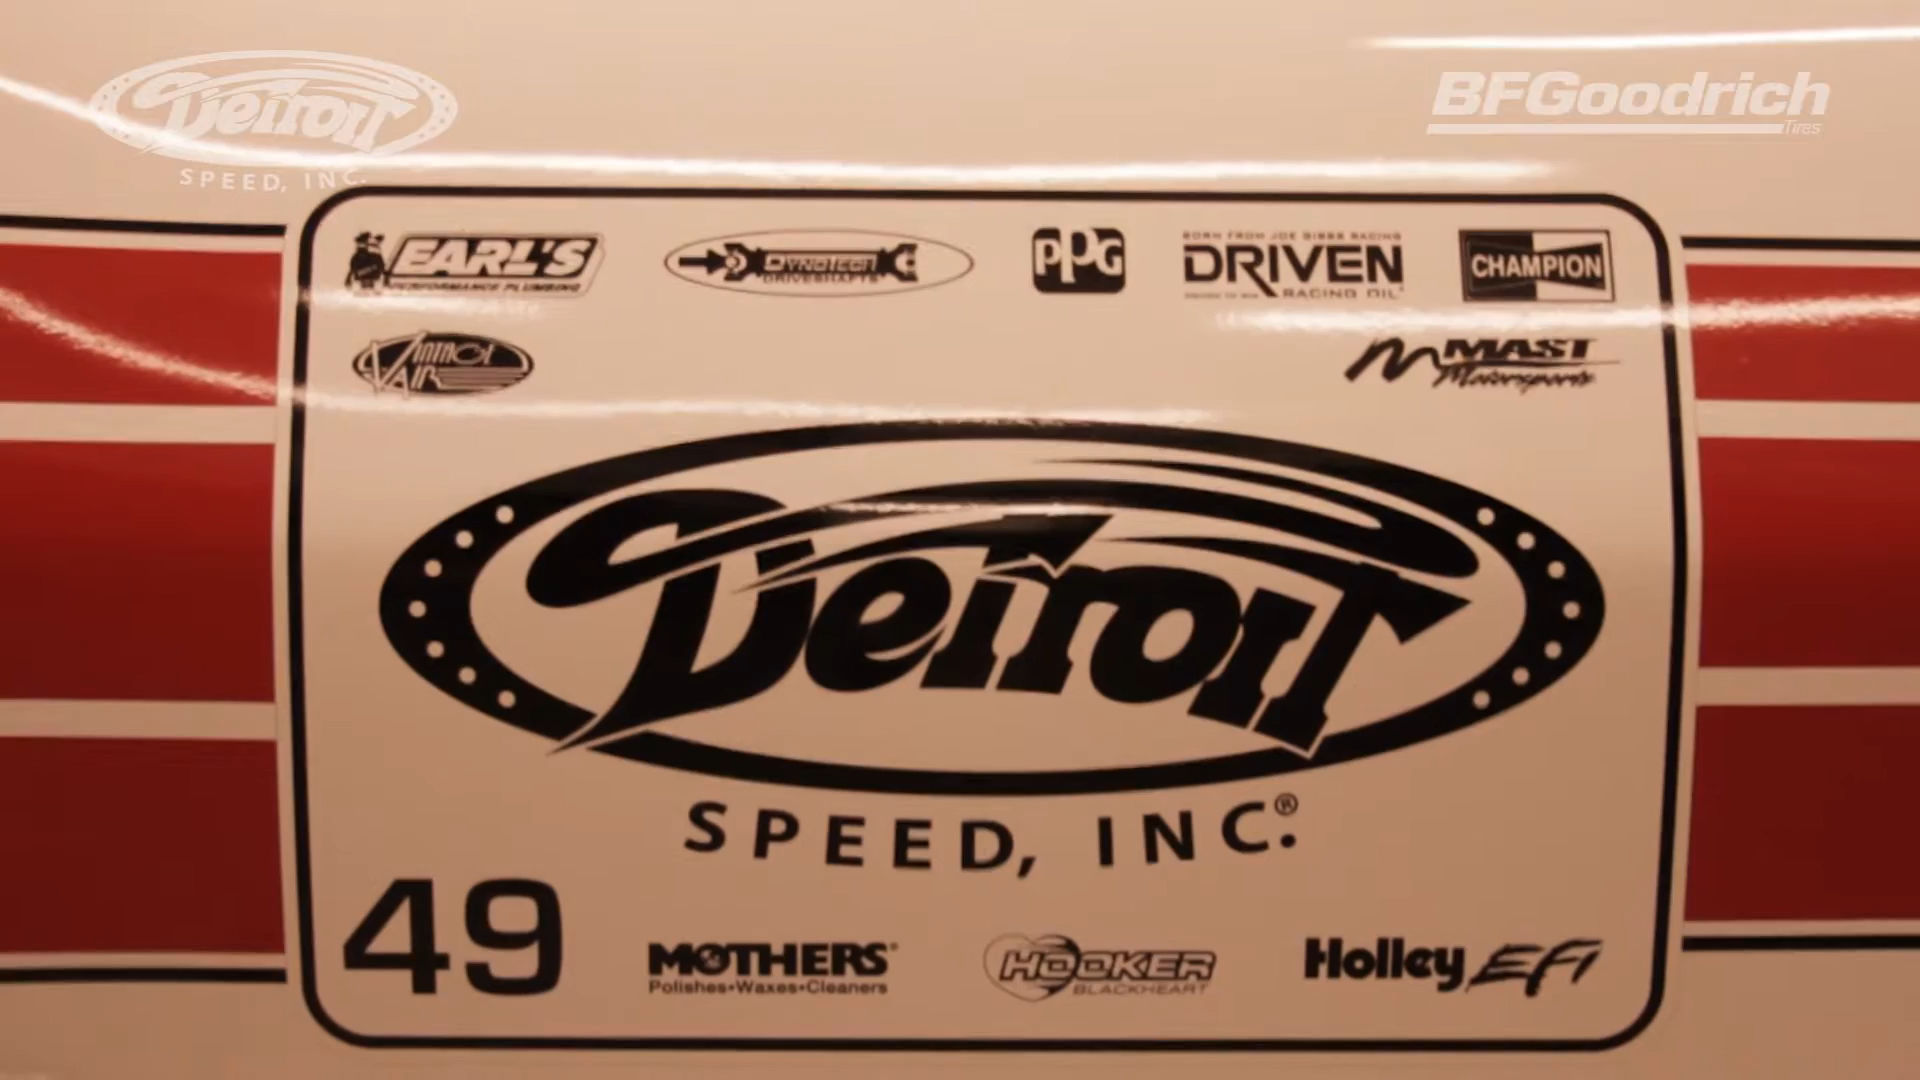 Detroit
SPEED, INC.
BFGoodrich
Tires
EARL'S
PERFORMANCE PLUMBING
DYNOTECH
DRIVESHAFTS
PPG
BORN FROM JOE GIBBS RACING
DRIVEN
RACING OIL
CHAMPION
VINTAGE
AIR
MAST
Motorsports
Detroit
SPEED, INC.®
49
MOTHERS®
Polishes•Waxes•Cleaners
HOOKER
BLACKHEART
Holley EFI